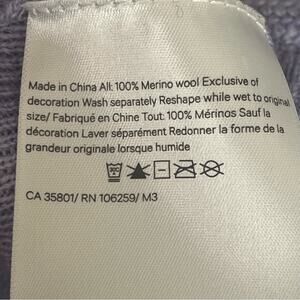 Made in China All: 100% Merino wool Exclusive of
decoration Wash separately Reshape while wet to original
size/ Fabriqué en Chine Tout: 100% Mérinos Sauf la
décoration Laver séparément Redonner la forme de la
grandeur originale lorsque humide
CA 35801/ RN 106259/ M3